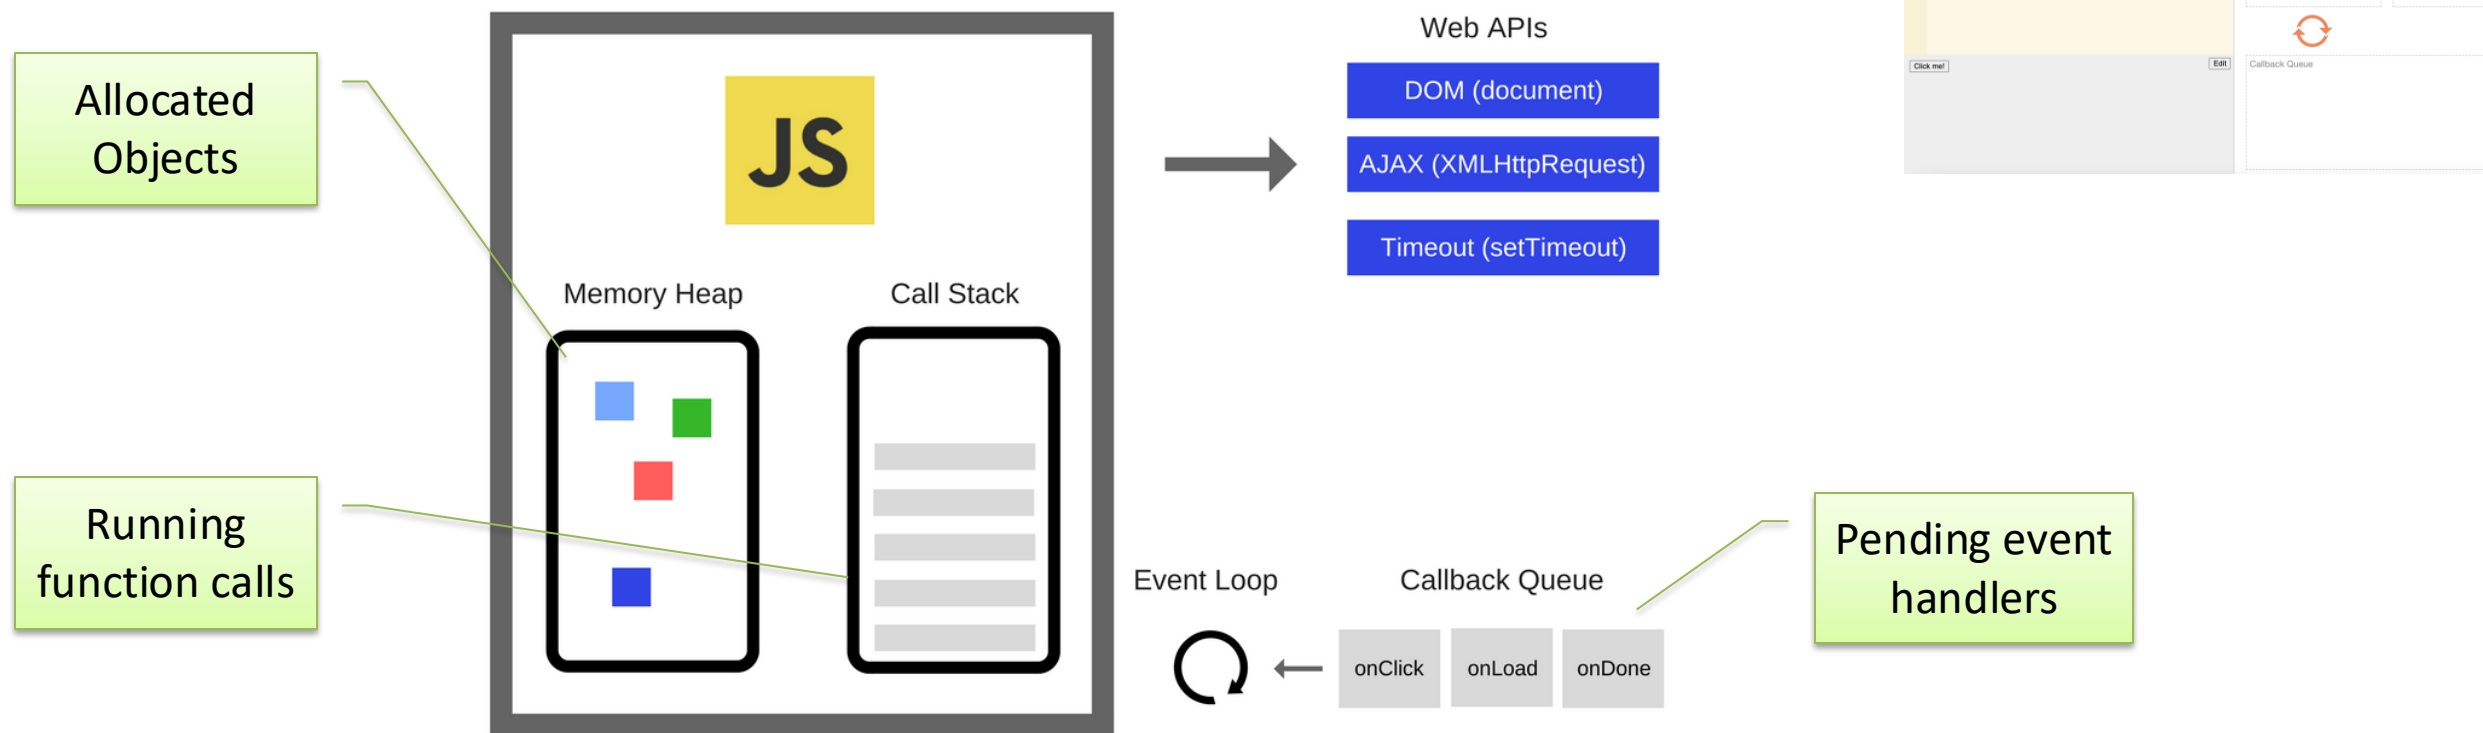 Allocated
Objects
Running
function calls
JS
Memory Heap
Call Stack
Web APIs
DOM (document)
AJAX (XMLHttpRequest)
Timeout (setTimeout)
Event Loop
Callback Queue
onClick
onLoad
onDone
Pending event
handlers
Click me!
Edit
Callback Queue